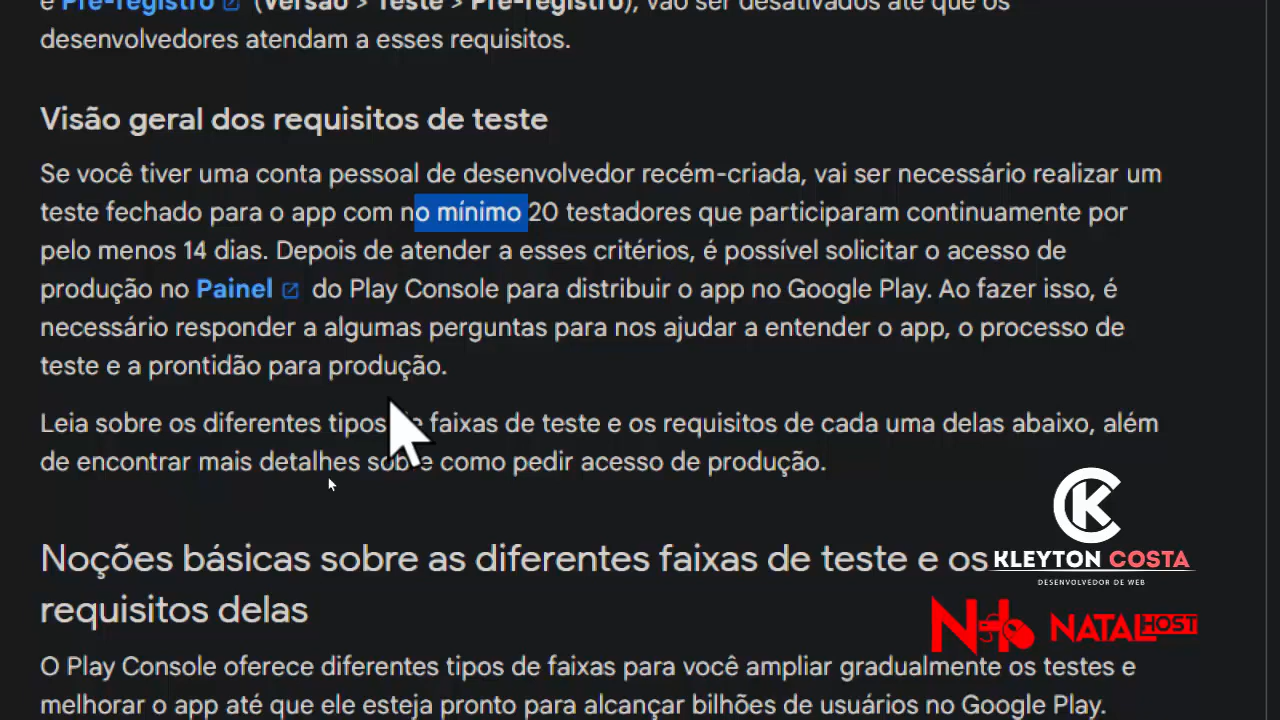 e Pré-registro (Versão > Teste > Pré-registro), vão ser desativados até que os
desenvolvedores atendam a esses requisitos.
Visão geral dos requisitos de teste
Se você tiver uma conta pessoal de desenvolvedor recém-criada, vai ser necessário realizar um
teste fechado para o app com no mínimo 20 testadores que participaram continuamente por
pelo menos 14 dias. Depois de atender a esses critérios, é possível solicitar o acesso de
produção no Painel do Play Console para distribuir o app no Google Play. Ao fazer isso, é
necessário responder a algumas perguntas para nos ajudar a entender o app, o processo de
teste e a prontidão para produção.
Leia sobre os diferentes tipos de faixas de teste e os requisitos de cada uma delas abaixo, além
de encontrar mais detalhes sobre como pedir acesso de produção.
Noções básicas sobre as diferentes faixas de teste e os
requisitos delas
CK
KLEYTON COSTA
DESENVOLVEDOR DE WEB
NH
NATAL HOST
O Play Console oferece diferentes tipos de faixas para você ampliar gradualmente os testes e
melhorar o app até que ele esteja pronto para alcançar bilhões de usuários no Google Play.